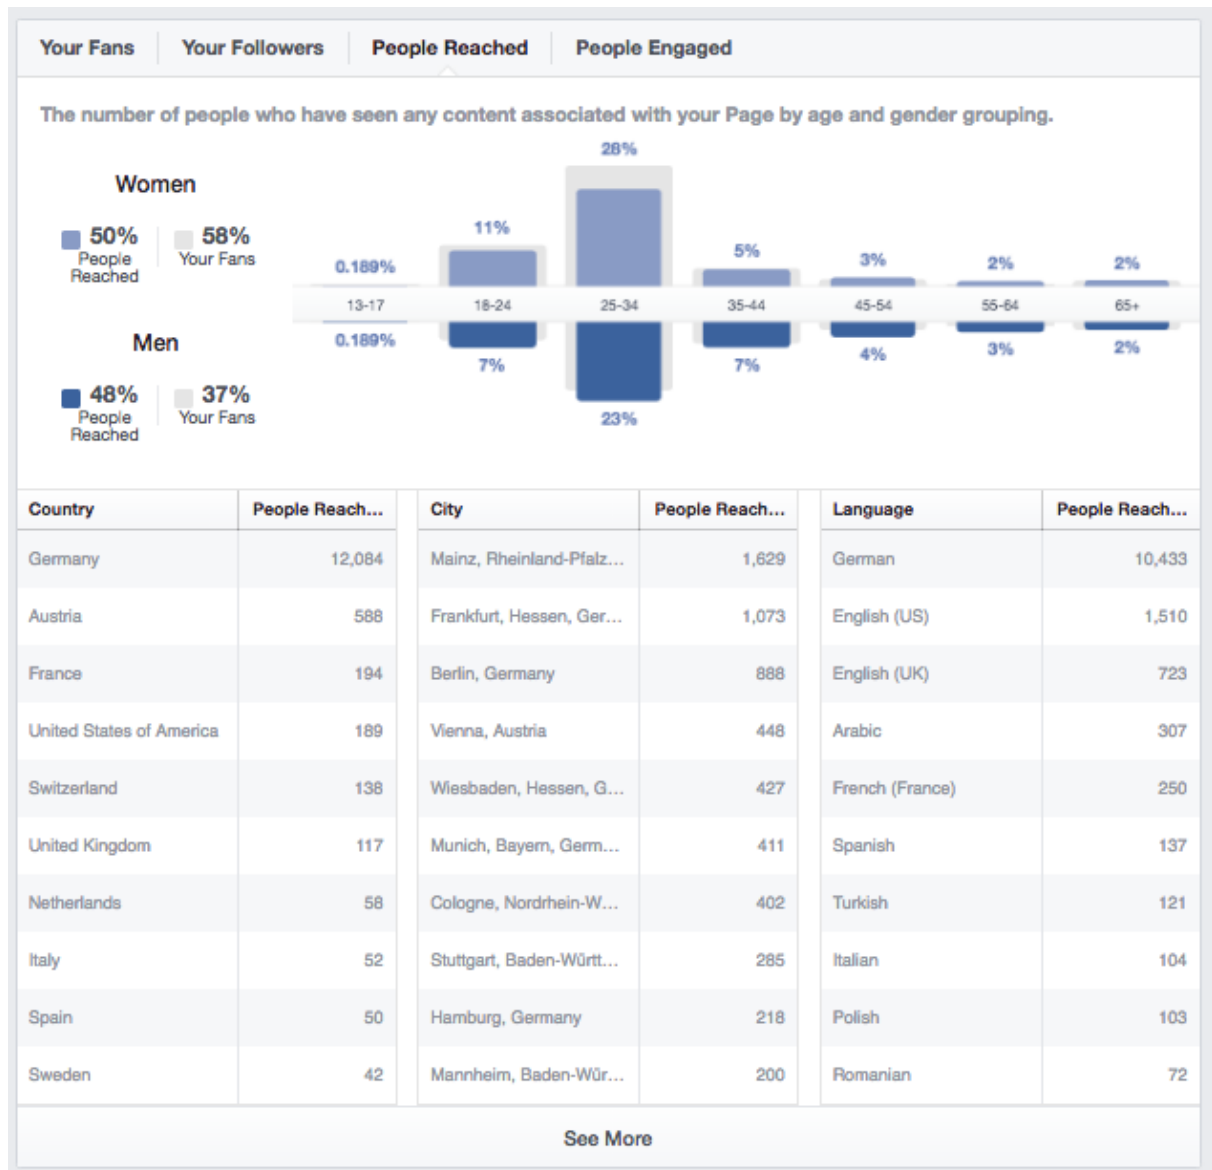 Your Fans Your Followers People Reached People Engaged
The number of people who have seen any content associated with your Page by age and gender grouping.
Women
50% People Reached
58% Your Fans
0.189% 11% 28% 5% 3% 2% 2%
13-17 18-24 25-34 35-44 45-54 55-64 65+
0.189% 7% 23% 7% 4% 3% 2%
Men
48% People Reached
37% Your Fans
Country People Reach... City People Reach... Language People Reach...
Germany 12,084 Mainz, Rheinland-Pfalz... 1,629 German 10,433
Austria 588 Frankfurt, Hessen, Ger... 1,073 English (US) 1,510
France 194 Berlin, Germany 888 English (UK) 723
United States of America 189 Vienna, Austria 448 Arabic 307
Switzerland 138 Wiesbaden, Hessen, G... 427 French (France) 250
United Kingdom 117 Munich, Bayern, Germ... 411 Spanish 137
Netherlands 58 Cologne, Nordrhein-W... 402 Turkish 121
Italy 52 Stuttgart, Baden-Württ... 285 Italian 104
Spain 50 Hamburg, Germany 218 Polish 103
Sweden 42 Mannheim, Baden-Wür... 200 Romanian 72
See More